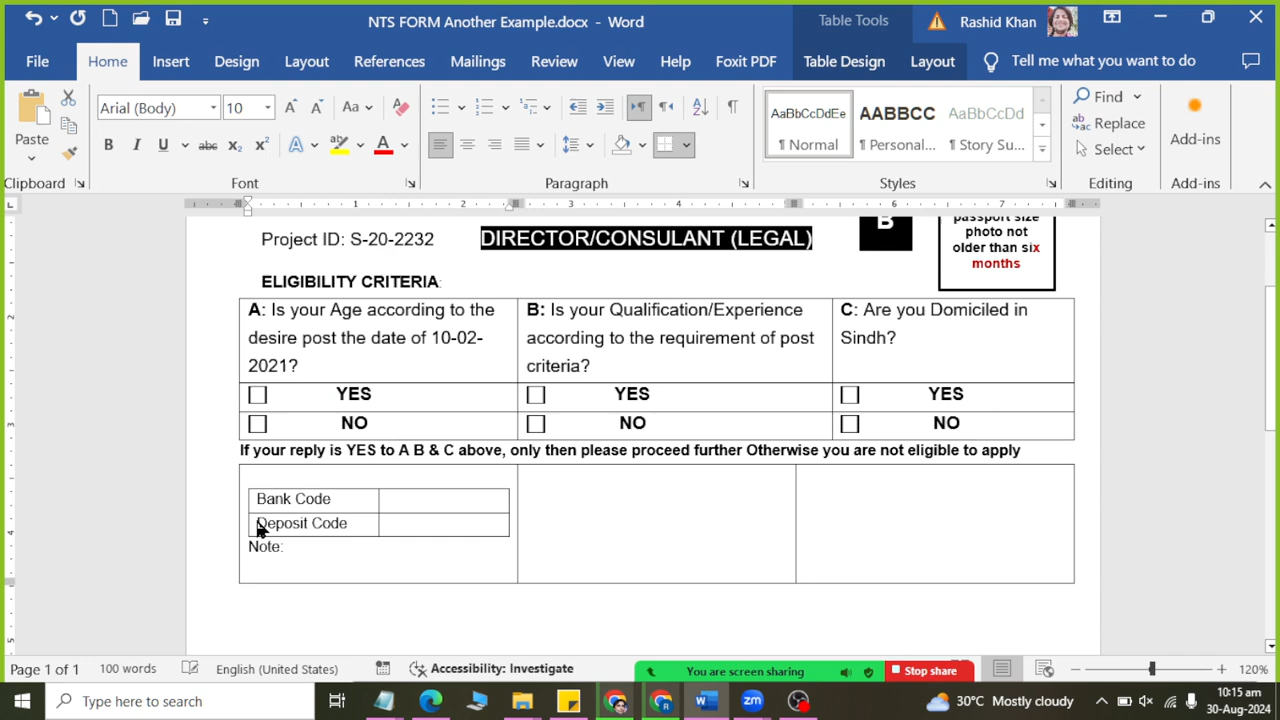 NTS FORM Another Example.docx - Word
Table Tools
Rashid Khan
File Home Insert Design Layout References Mailings Review View Help Foxit PDF Table Design Layout Tell me what you want to do
Paste
Arial (Body) 10
Aa
AaBbCcDdEe AABBCC AaBbCcDd
¶ Normal ¶ Personal... ¶ Story Su...
Find
Replace
Select
Add-ins
Clipboard Font Paragraph Styles Editing Add-ins
1 2 3 4 6 7
Project ID: S-20-2232
DIRECTOR/CONSULANT (LEGAL)
B
passport size
photo not
older than six
months
ELIGIBILITY CRITERIA:
A: Is your Age according to the
desire post the date of 10-02-
2021?
B: Is your Qualification/Experience
according to the requirement of post
criteria?
C: Are you Domiciled in
Sindh?
YES YES YES
NO NO NO
If your reply is YES to A B & C above, only then please proceed further Otherwise you are not eligible to apply
Bank Code
Deposit Code
Note:
Page 1 of 1 100 words English (United States) Accessibility: Investigate
You are screen sharing Stop share
120%
Type here to search
30°C Mostly cloudy
10:15 am
30-Aug-2024